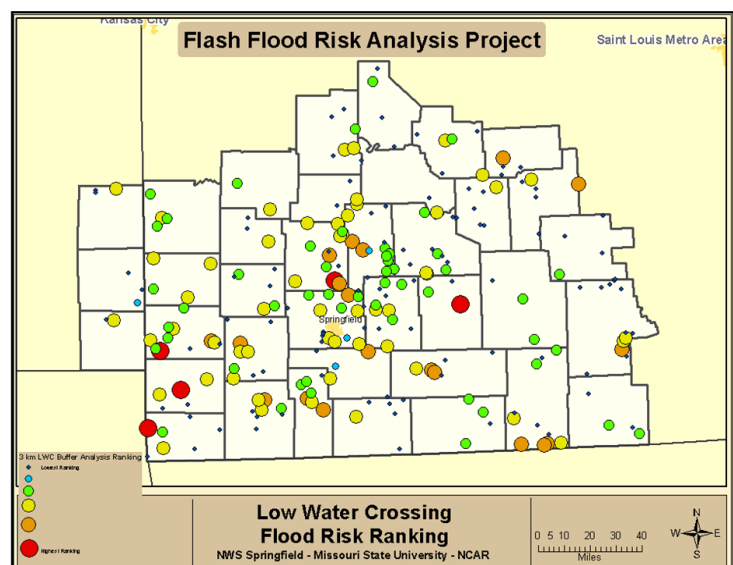 Kansas City
Flash Flood Risk Analysis Project
Saint Louis Metro Area
Springfield
3 km LWC Buffer Analysis Ranking
Lowest Ranking
Highest Ranking
Low Water Crossing
Flood Risk Ranking
NWS Springfield - Missouri State University - NCAR
0 5 10 20 30 40
Miles
N
W E
S